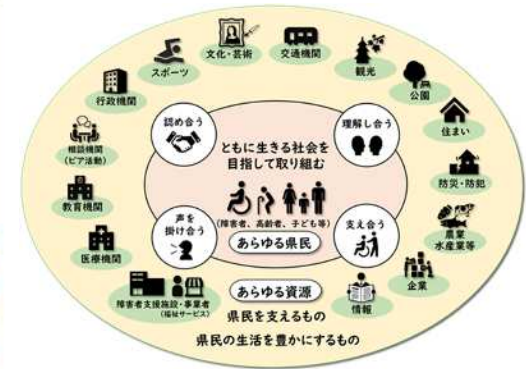 文化・芸術
交通機関
スポーツ
観光
行政機関
公園
認め合う
理解し合う
住まい
相談機関
(ピア活動)
ともに生きる社会を
目指して取り組む
防災・防犯
教育機関
声を
掛け合う
(障害者、高齢者、子ども等)
あらゆる県民
支え合う
農業
水産業等
医療機関
企業
障害者支援施設・事業者
(福祉サービス)
あらゆる資源
情報
県民を支えるもの
県民の生活を豊かにするもの